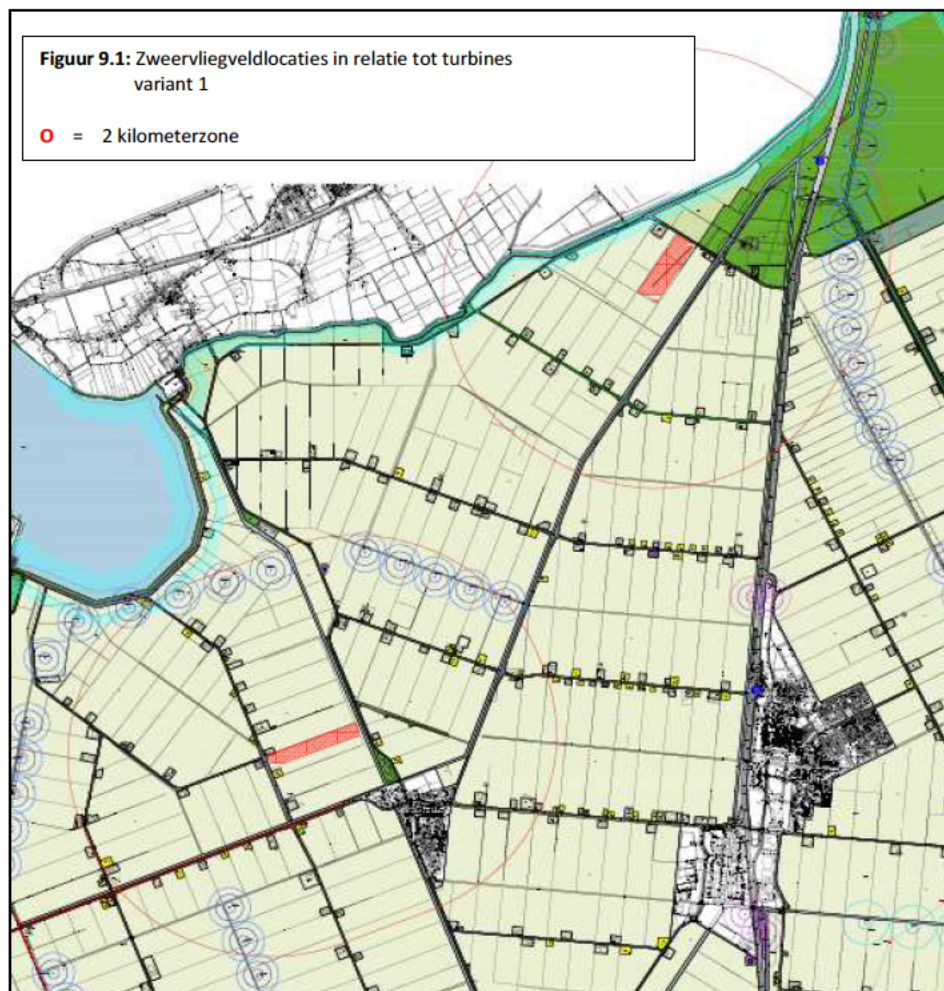 Figuur 9.1: Zweervliegveldlocaties in relatie tot turbines
variant 1
O = 2 kilometerzone